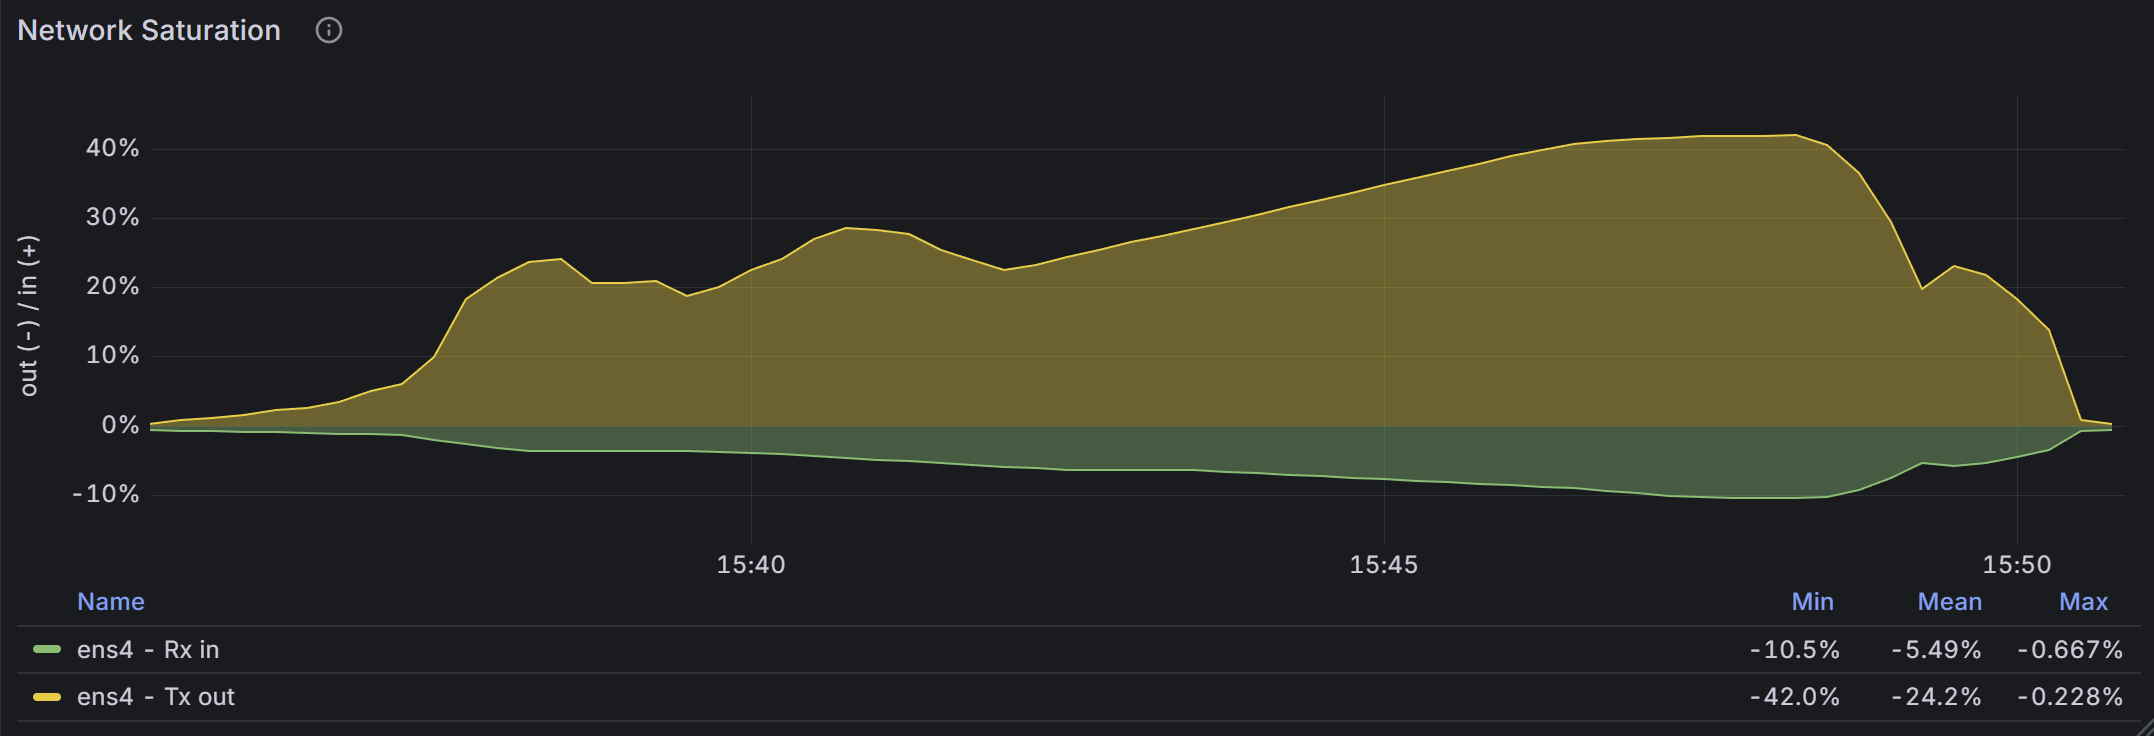 Network Saturation
40%
30%
20%
10%
0%
-10%
out (-) / in (+)
15:40 15:45 15:50
Name Min Mean Max
ens4 - Rx in -10.5% -5.49% -0.667%
ens4 - Tx out -42.0% -24.2% -0.228%